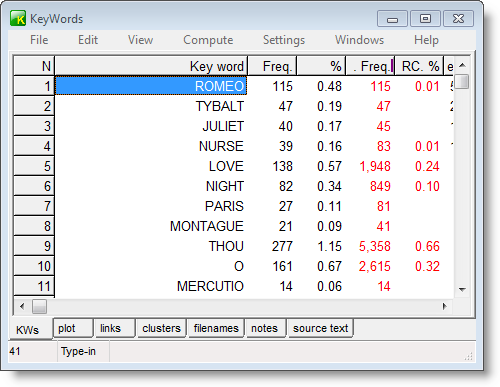 KeyWords
File Edit View Compute Settings Windows Help
N Key word Freq. % . Freq. RC. % e
1 ROMEO 115 0.48 115 0.01
2 TYBALT 47 0.19 47
3 JULIET 40 0.17 45
4 NURSE 39 0.16 83 0.01
5 LOVE 138 0.57 1,948 0.24
6 NIGHT 82 0.34 849 0.10
7 PARIS 27 0.11 81
8 MONTAGUE 21 0.09 41
9 THOU 277 1.15 5,358 0.66
10 O 161 0.67 2,615 0.32
11 MERCUTIO 14 0.06 14
KWs plot links clusters filenames notes source text
41 Type-in